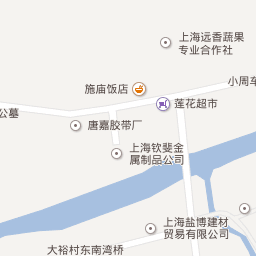 上海远香蔬果
专业合作社
小周车
施庙饭店
莲花超市
公墓
唐嘉胶带厂
上海钦斐金
属制品公司
上海盐博建材
贸易有限公司
大裕村东南湾桥